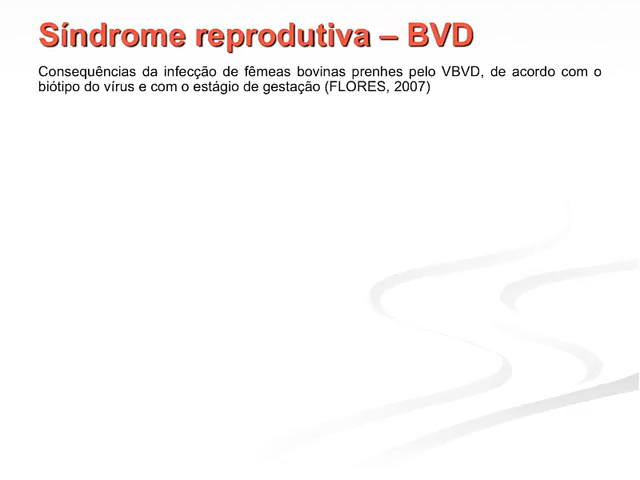 Síndrome reprodutiva – BVD
Consequências da infecção de fêmeas bovinas prenhes pelo VBVD, de acordo com o
biótipo do vírus e com o estágio de gestação (FLORES, 2007)